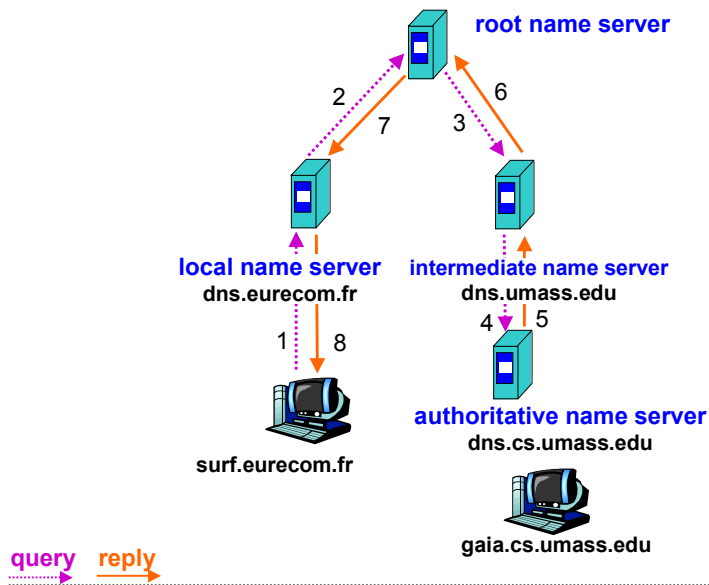 root name server
2
6
7
3
local name server
dns.eurecom.fr
intermediate name server
dns.umass.edu
1
8
4
5
authoritative name server
dns.cs.umass.edu
surf.eurecom.fr
gaia.cs.umass.edu
query reply